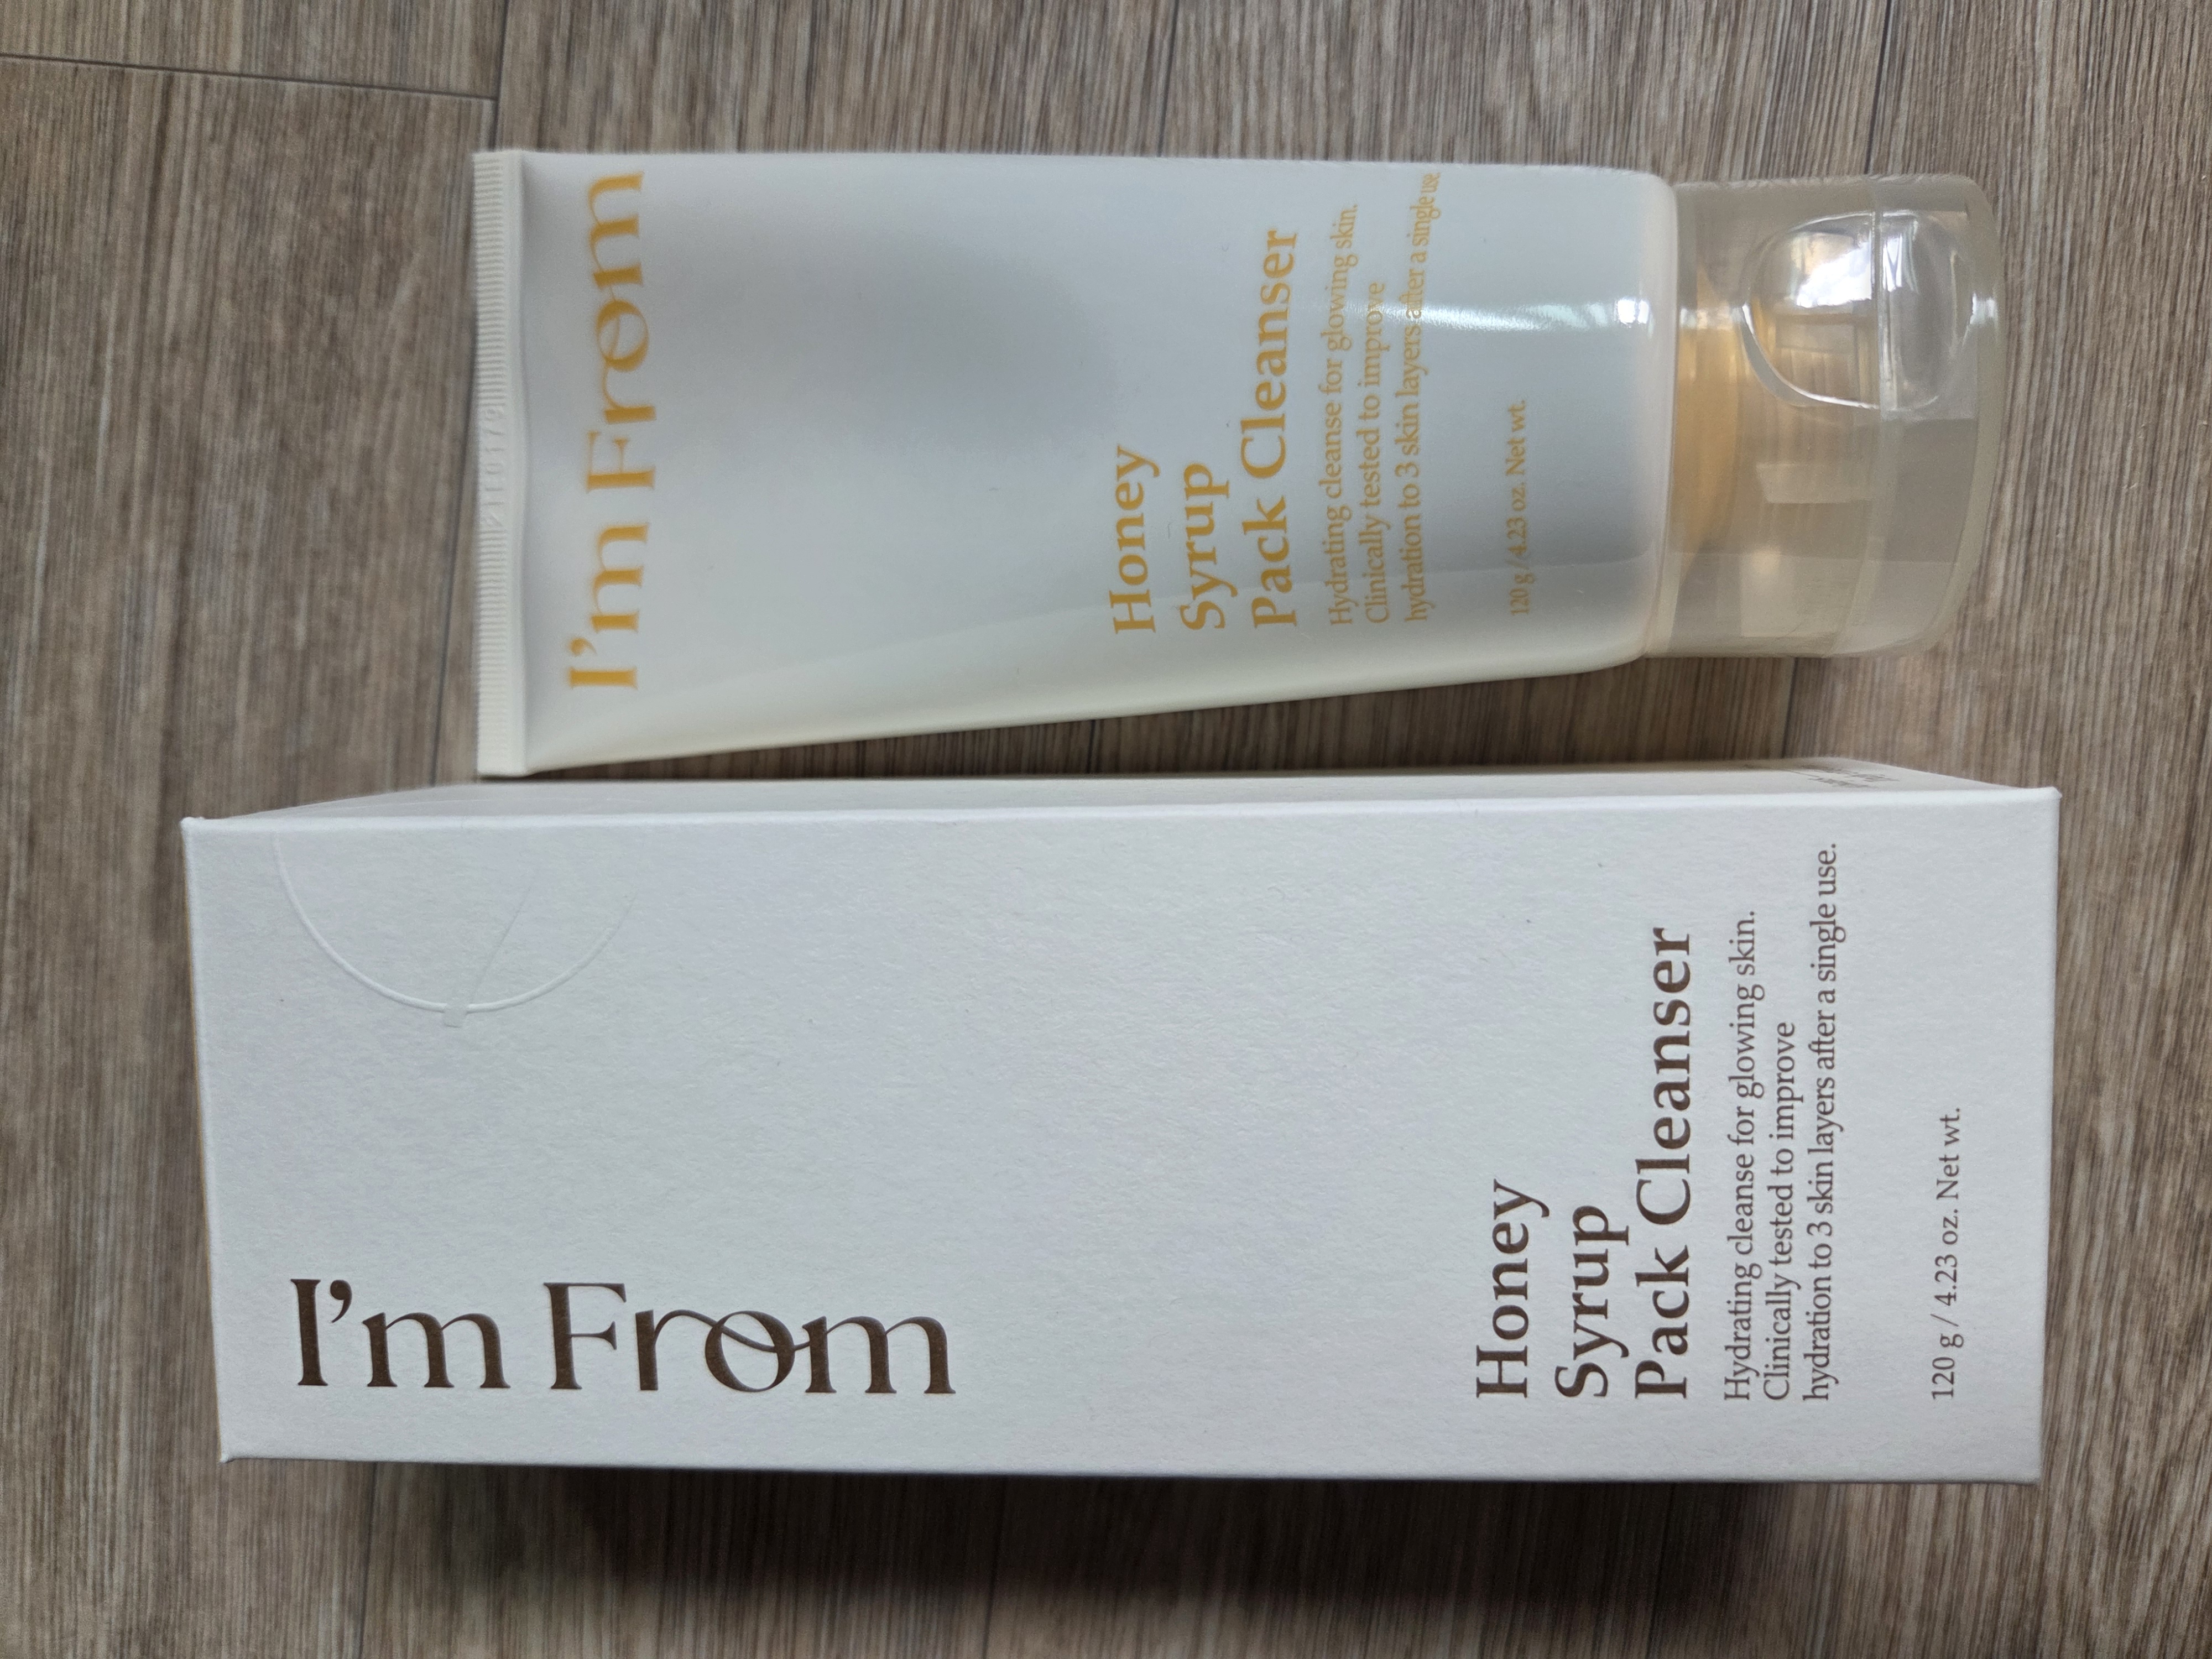 I'm From
Honey
Syrup
Pack Cleanser
Hydrating cleanse for glowing skin.
Clinically tested to improve
hydration to 3 skin layers after a single use
120 g / 4.23 oz. Net wt.
I'm From
Honey
Syrup
Pack Cleanser
Hydrating cleanse for glowing skin.
Clinically tested to improve
hydration to 3 skin layers after a single use.
120 g / 4.23 oz. Net wt.